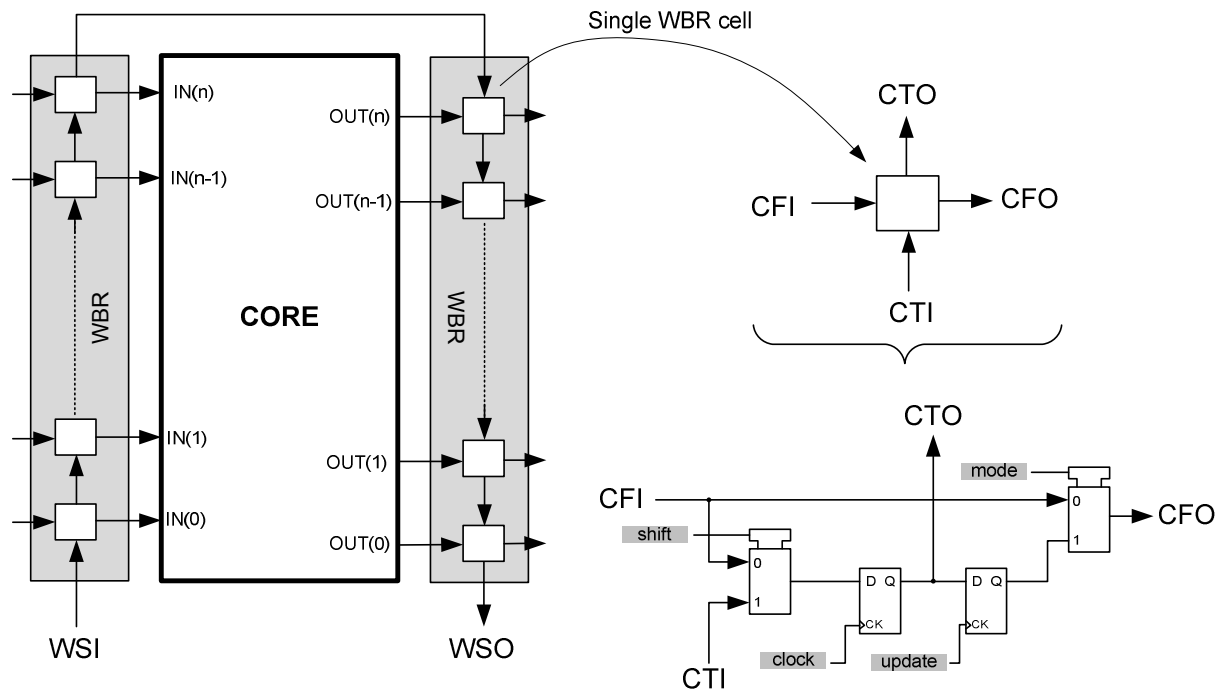 Single WBR cell
IN(n)
OUT(n)
IN(n-1)
OUT(n-1)
WBR
CORE
WBR
IN(1)
OUT(1)
IN(0)
OUT(0)
WSI
WSO
CTO
CFI
CFO
CTI
CTO
mode
CFI
0
CFO
shift
1
0
1
D Q
CK
D Q
CK
clock
update
CTI